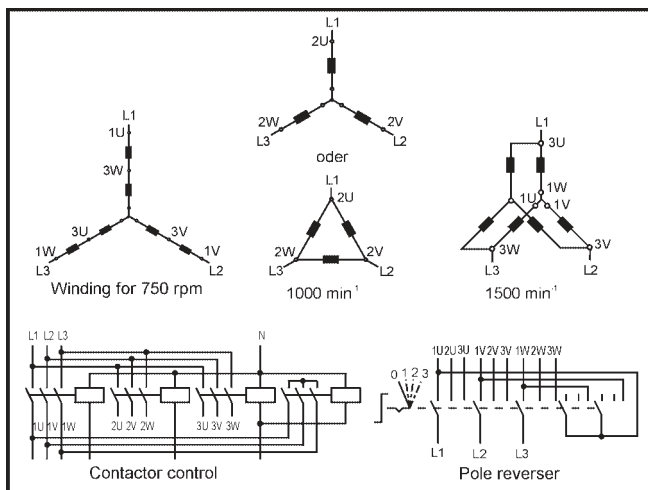 L1
2U
2W
2V
L3
L2
oder
L1
1U
3W
3U
3V
1W
1V
L3
L2
Winding for 750 rpm
L1
2U
2W
2V
L3
L2
1000 min-1
L1
3U
1W
1U
1V
3W
3V
L3
L2
1500 min-1
L1 L2 L3
N
1U 1V 1W
2U 2V 2W
3U 3V 3W
Contactor control
1U 2U 3U 1V 2V 3V 1W 2W 3W
0 1 2 3
L1 L2 L3
Pole reverser